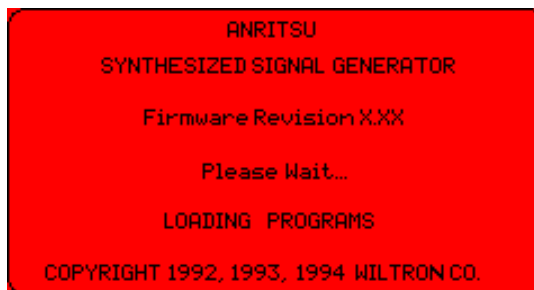 ANRITSU
SYNTHESIZED SIGNAL GENERATOR
Firmware Revision X.XX
Please Wait...
LOADING PROGRAMS
COPYRIGHT 1992, 1993, 1994 WILTRON CO.